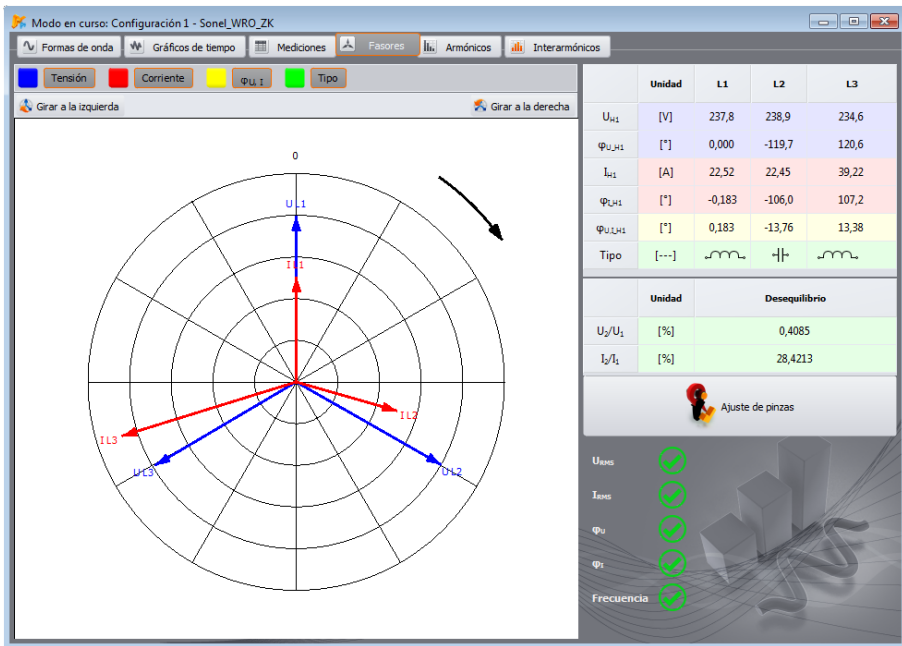 Modo en curso: Configuración 1 - Sonel_WRO_ZK
Formas de onda Gráficos de tiempo Mediciones Fasores Armónicos Interarmónicos
Tensión Corriente φU, I Tipo
Girar a la izquierda Girar a la derecha
0
U L1
I L1
I L2
I L3
U L3
U L2
Unidad L1 L2 L3
UH1 [V] 237,8 238,9 234,6
φU_H1 [°] 0,000 -119,7 120,6
IH1 [A] 22,52 22,45 39,22
φI_H1 [°] -0,183 -106,0 107,2
φU,I_H1 [°] 0,183 -13,76 13,38
Tipo [---]
Unidad Desequilibrio
U2/U1 [%] 0,4085
I2/I1 [%] 28,4213
Ajuste de pinzas
URMS
IRMS
φU
φI
Frecuencia